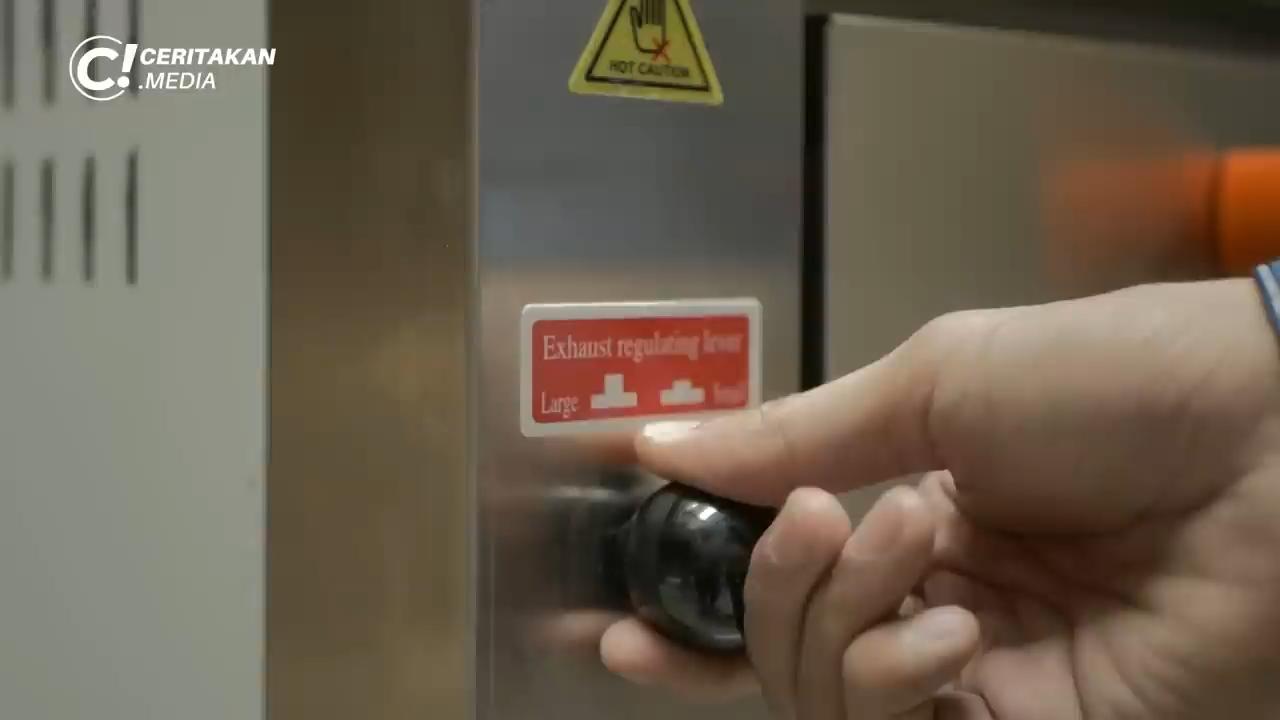 C! CERITAKAN
.MEDIA
HOT CAUTION
Exhaust regulating lever
Large Small